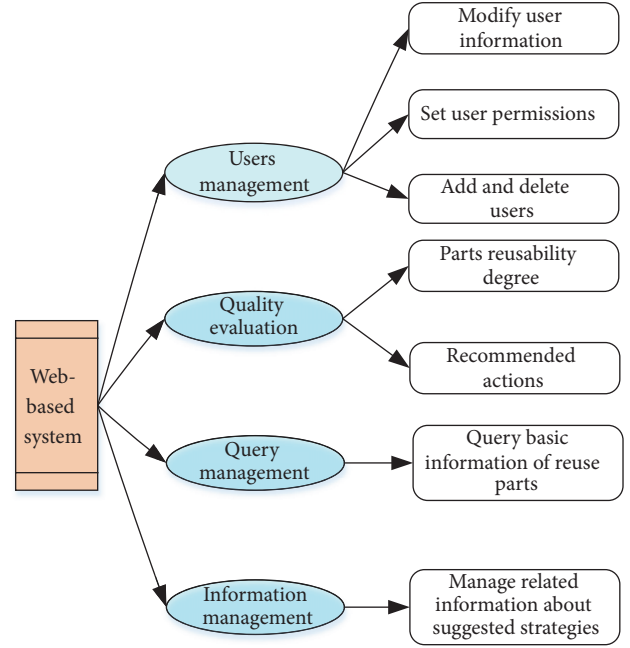 Modify user
information
Set user permissions
Users
management
Add and delete
users
Parts reusability
degree
Quality
evaluation
Recommended
actions
Web-
based
system
Query
management
Query basic
information of reuse
parts
Information
management
Manage related
information about
suggested strategies